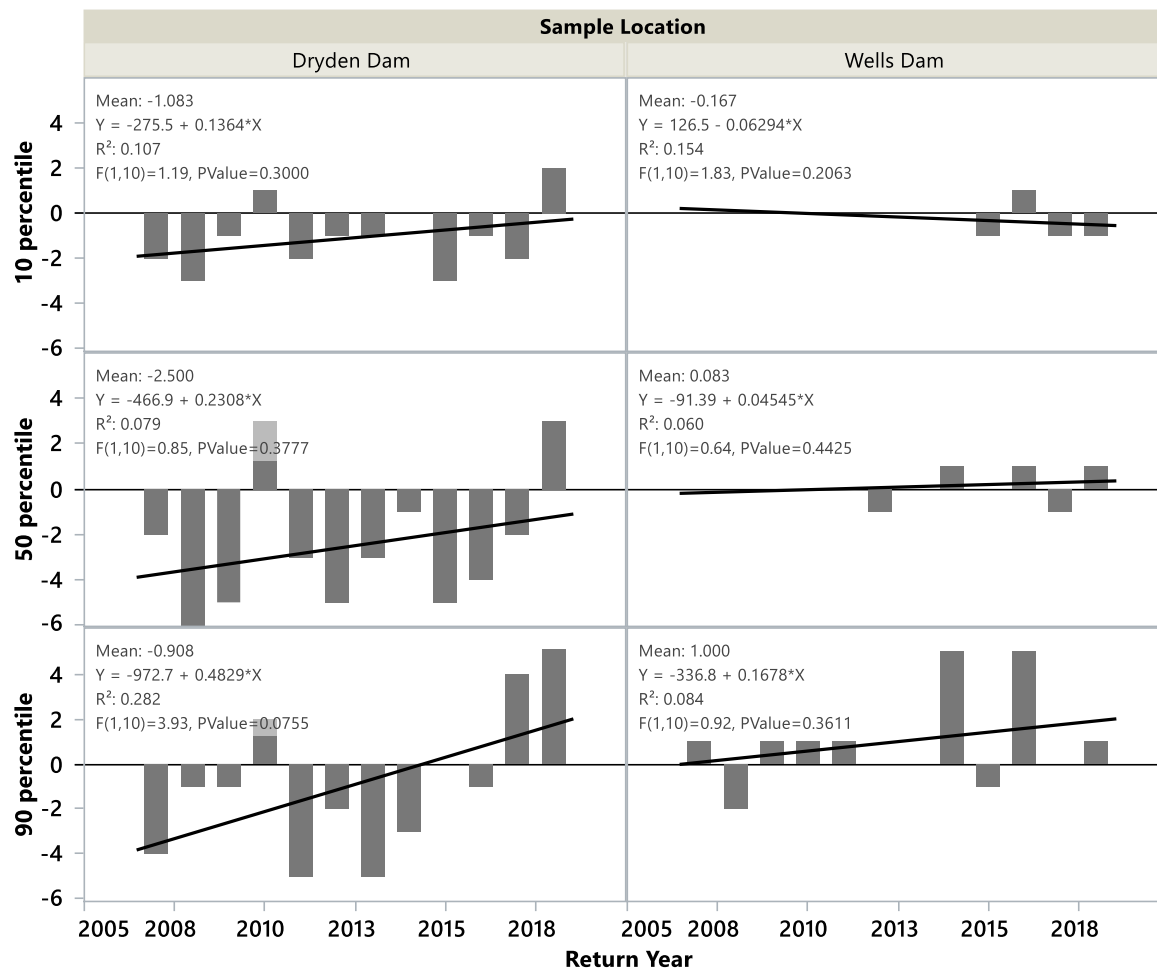 Sample Location
Dryden Dam
Wells Dam
10 percentile
4
2
0
-2
-4
-6
Mean: -1.083
Y = -275.5 + 0.1364*X
R²: 0.107
F(1,10)=1.19, PValue=0.3000
Mean: -0.167
Y = 126.5 - 0.06294*X
R²: 0.154
F(1,10)=1.83, PValue=0.2063
50 percentile
4
2
0
-2
-4
-6
Mean: -2.500
Y = -466.9 + 0.2308*X
R²: 0.079
F(1,10)=0.85, PValue=0.3777
Mean: 0.083
Y = -91.39 + 0.04545*X
R²: 0.060
F(1,10)=0.64, PValue=0.4425
90 percentile
4
2
0
-2
-4
-6
Mean: -0.908
Y = -972.7 + 0.4829*X
R²: 0.282
F(1,10)=3.93, PValue=0.0755
Mean: 1.000
Y = -336.8 + 0.1678*X
R²: 0.084
F(1,10)=0.92, PValue=0.3611
2005 2008 2010 2013 2015 2018
2005 2008 2010 2013 2015 2018
Return Year